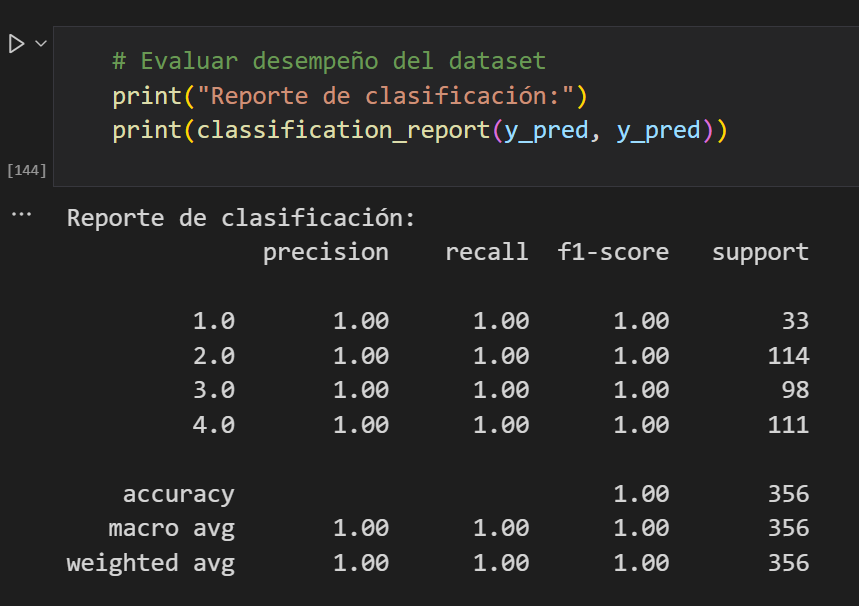 # Evaluar desempeño del dataset
print("Reporte de clasificación:")
print(classification_report(y_pred, y_pred))
[144]
...
Reporte de clasificación:
precision recall f1-score support
1.0 1.00 1.00 1.00 33
2.0 1.00 1.00 1.00 114
3.0 1.00 1.00 1.00 98
4.0 1.00 1.00 1.00 111
accuracy 1.00 356
macro avg 1.00 1.00 1.00 356
weighted avg 1.00 1.00 1.00 356